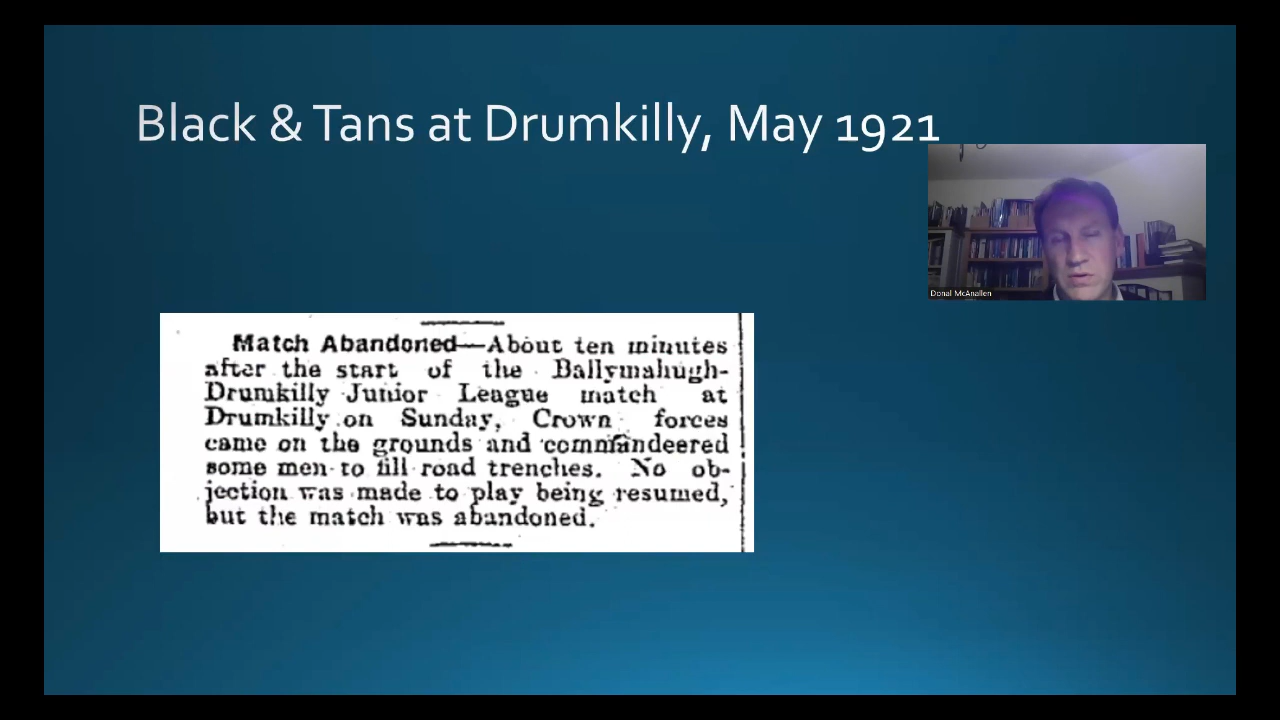 Black & Tans at Drumkilly, May 1921
Donal McAnallen
Match Abandoned—About ten minutes
after the start of the Ballymahugh-
Drumkilly Junior League match at
Drumkilly on Sunday, Crown forces
came on the grounds and commandeered
some men to fill road trenches. No ob-
jection was made to play being resumed,
but the match was abandoned.